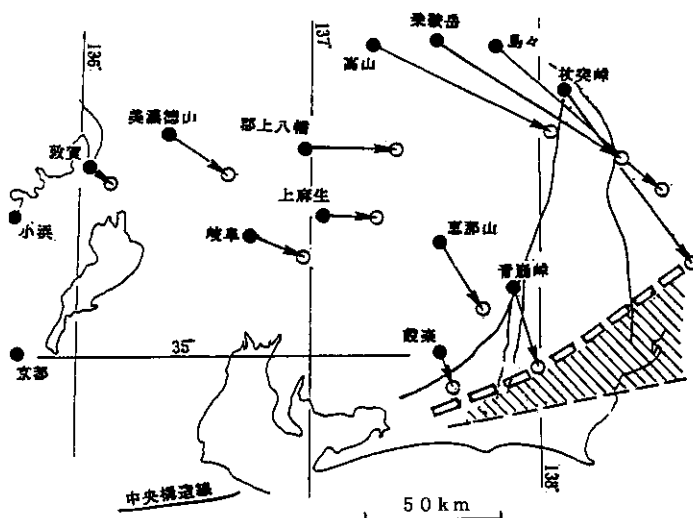 136°
137°
乗鞍岳
島々
高山
杖突峠
美濃徳山
郡上八幡
敦賀
上麻生
小浜
岐阜
恵那山
青崩峠
設楽
35°
京都
138°
中央構造線
50km